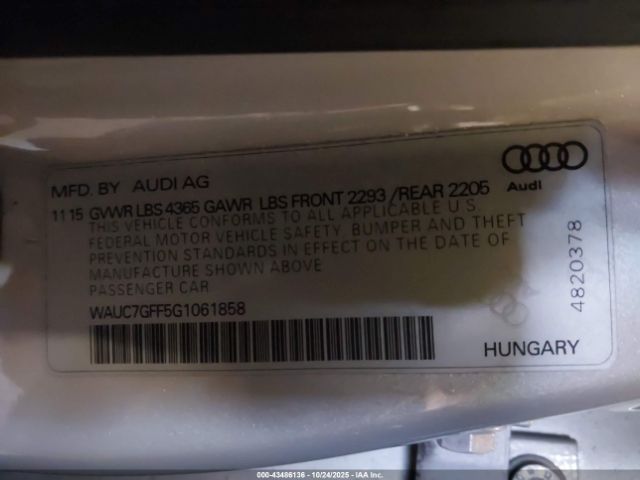 MFD. BY AUDI AG
Audi
11 15 GVWR LBS 4365 GAWR LBS FRONT 2293 /REAR 2205
THIS VEHICLE CONFORMS TO ALL APPLICABLE U.S.
FEDERAL MOTOR VEHICLE SAFETY, BUMPER AND THEFT
PREVENTION STANDARDS IN EFFECT ON THE DATE OF
MANUFACTURE SHOWN ABOVE
PASSENGER CAR
WAUC7GFF5G1061858
4820378
HUNGARY
000-43486136 - 10/24/2025 - IAA Inc.